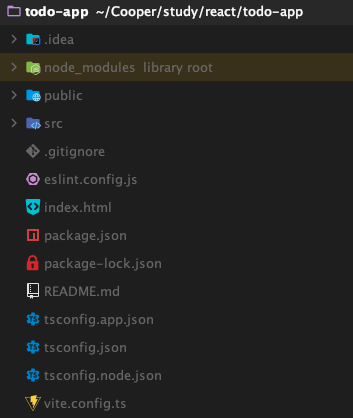 todo-app ~/Cooper/study/react/todo-app
.idea
node_modules library root
public
src
.gitignore
eslint.config.js
index.html
package.json
package-lock.json
README.md
tsconfig.app.json
tsconfig.json
tsconfig.node.json
vite.config.ts